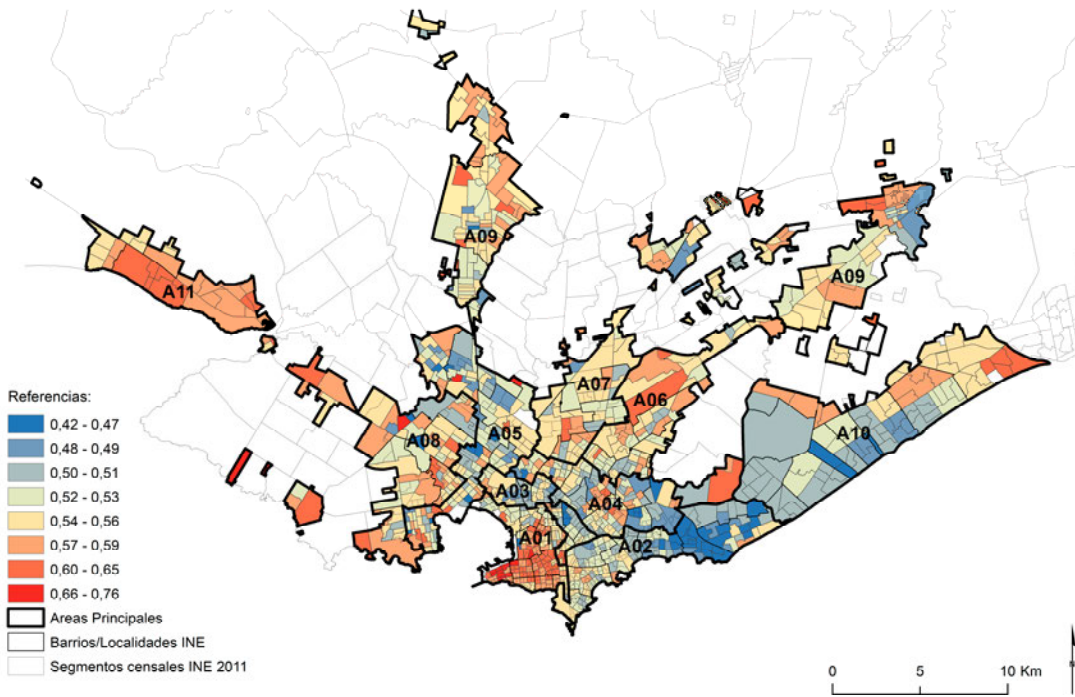 A09
A09
A11
A07
A06
A10
A08
A05
A03
A04
A01
A02
Referencias:
0,42 - 0,47
0,48 - 0,49
0,50 - 0,51
0,52 - 0,53
0,54 - 0,56
0,57 - 0,59
0,60 - 0,65
0,66 - 0,76
Areas Principales
Barrios/Localidades INE
Segmentos censales INE 2011
0 5 10 Km
N